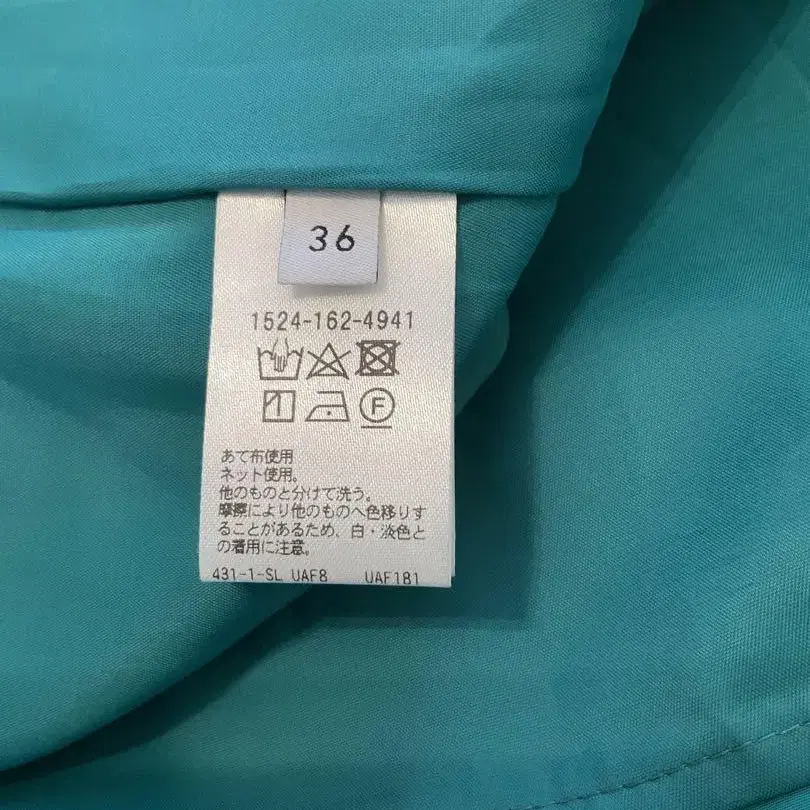 36
1524-162-4941
F
あて布使用
ネット使用。
他のものと分けて洗う。
摩擦により他のものへ色移りす
ることがあるため、白・淡色と
の着用に注意。
431-1-SL UAF8 UAF181